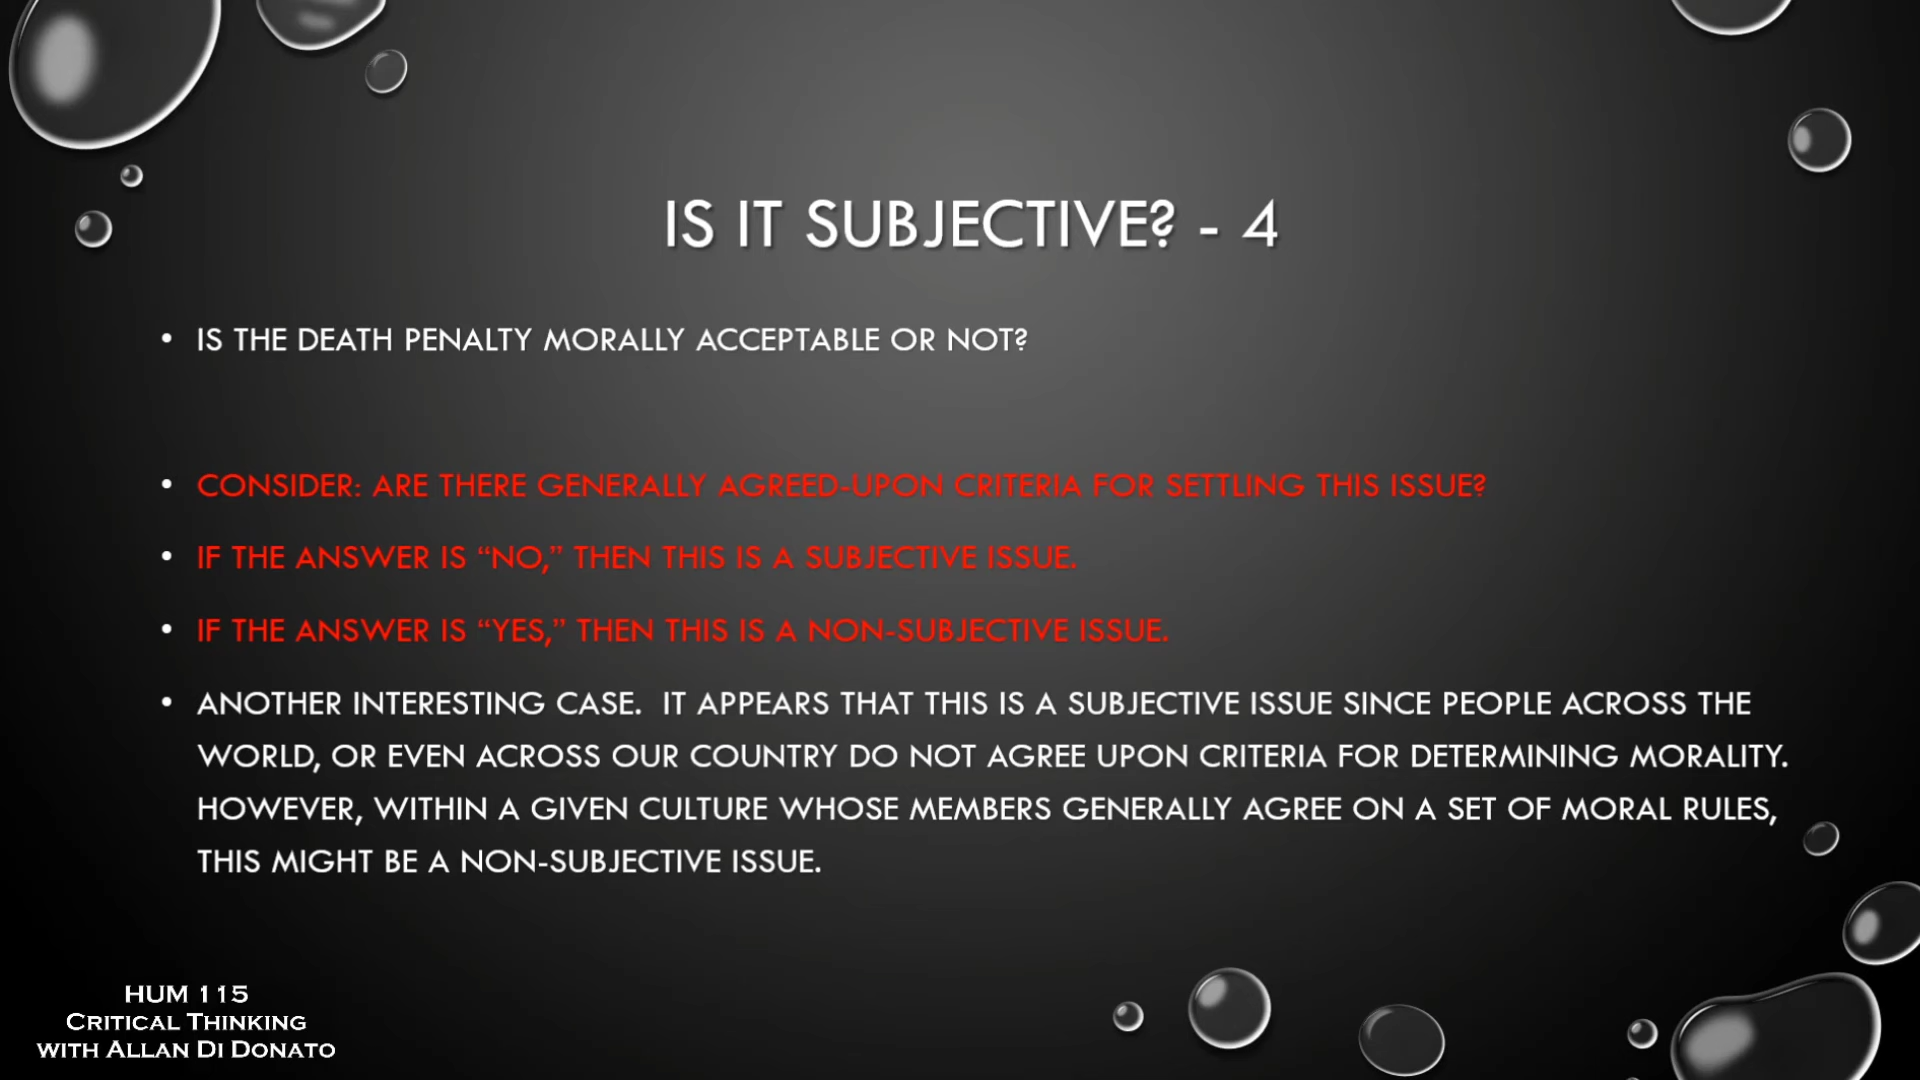 IS IT SUBJECTIVE? - 4
• IS THE DEATH PENALTY MORALLY ACCEPTABLE OR NOT?
• CONSIDER: ARE THERE GENERALLY AGREED-UPON CRITERIA FOR SETTLING THIS ISSUE?
• IF THE ANSWER IS “NO,” THEN THIS IS A SUBJECTIVE ISSUE.
• IF THE ANSWER IS “YES,” THEN THIS IS A NON-SUBJECTIVE ISSUE.
• ANOTHER INTERESTING CASE.  IT APPEARS THAT THIS IS A SUBJECTIVE ISSUE SINCE PEOPLE ACROSS THE
WORLD, OR EVEN ACROSS OUR COUNTRY DO NOT AGREE UPON CRITERIA FOR DETERMINING MORALITY.
HOWEVER, WITHIN A GIVEN CULTURE WHOSE MEMBERS GENERALLY AGREE ON A SET OF MORAL RULES,
THIS MIGHT BE A NON-SUBJECTIVE ISSUE.
HUM 115
CRITICAL THINKING
WITH ALLAN DI DONATO